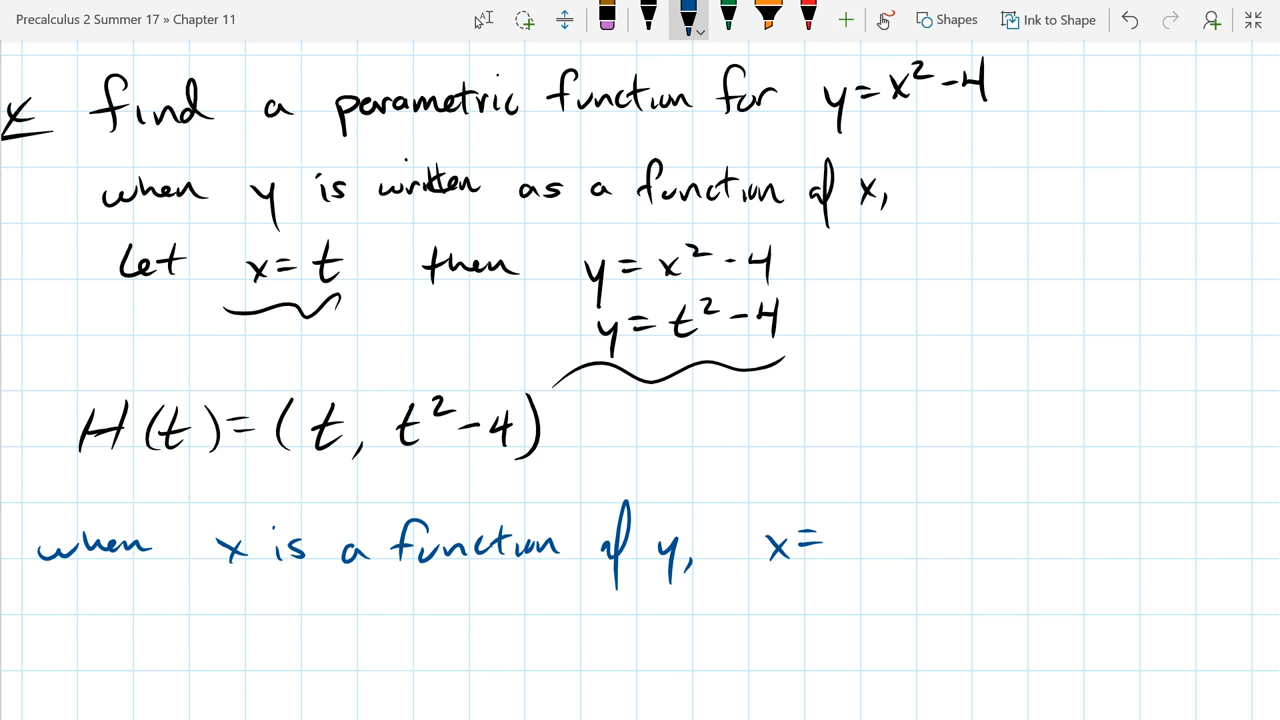 Precalculus 2 Summer 17 » Chapter 11
Shapes
Ink to Shape
x find a parametric function for y=x²-4
when y is written as a function of x,
Let x=t then y=x²-4
y=t²-4
H(t)=(t, t²-4)
when x is a function of y, x=